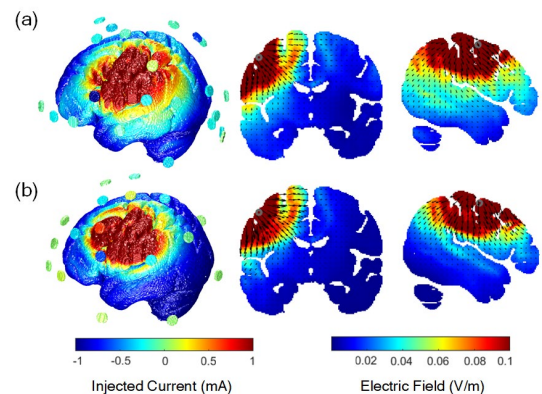 (a)
(b)
-1 -0.5 0 0.5 1
0.02 0.04 0.06 0.08 0.1
Injected Current (mA)
Electric Field (V/m)